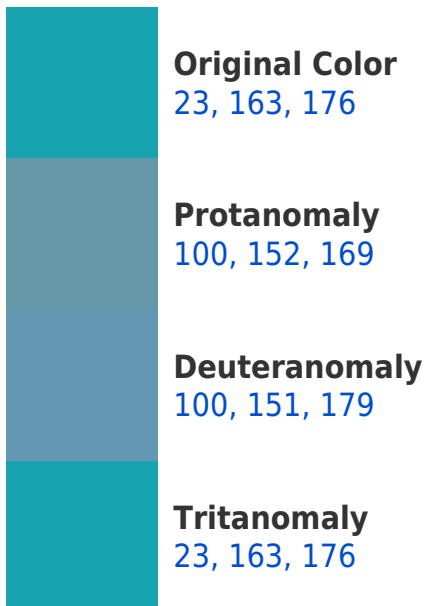 Original Color
23, 163, 176
Protanomaly
100, 152, 169
Deuteranomaly
100, 151, 179
Tritanomaly
23, 163, 176